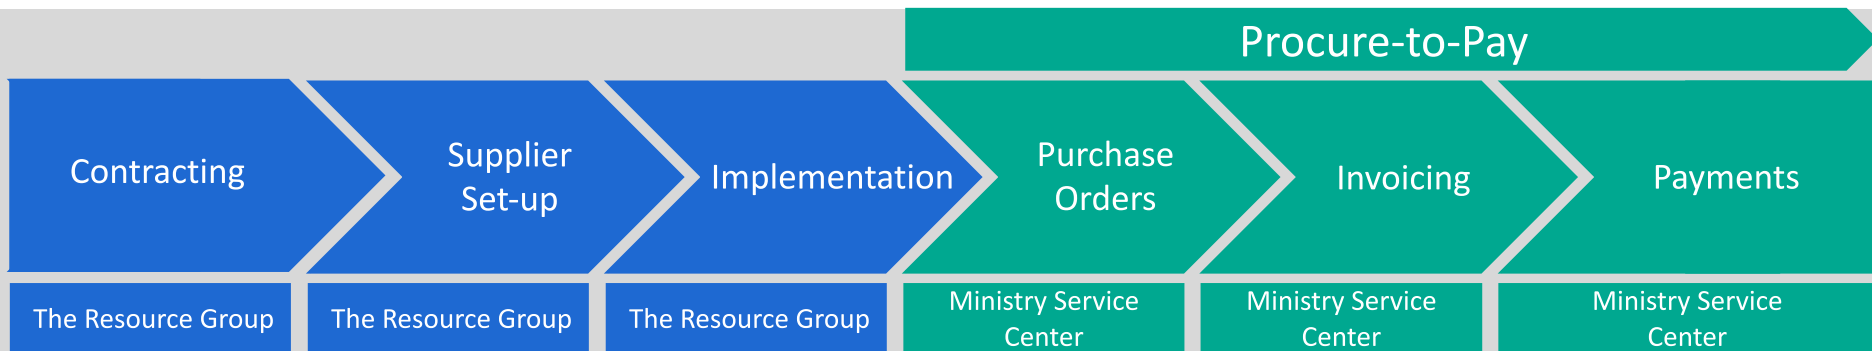 Procure-to-Pay
Contracting
Supplier
Set-up
Implementation
Purchase
Orders
Invoicing
Payments
The Resource Group
The Resource Group
The Resource Group
Ministry Service
Center
Ministry Service
Center
Ministry Service
Center